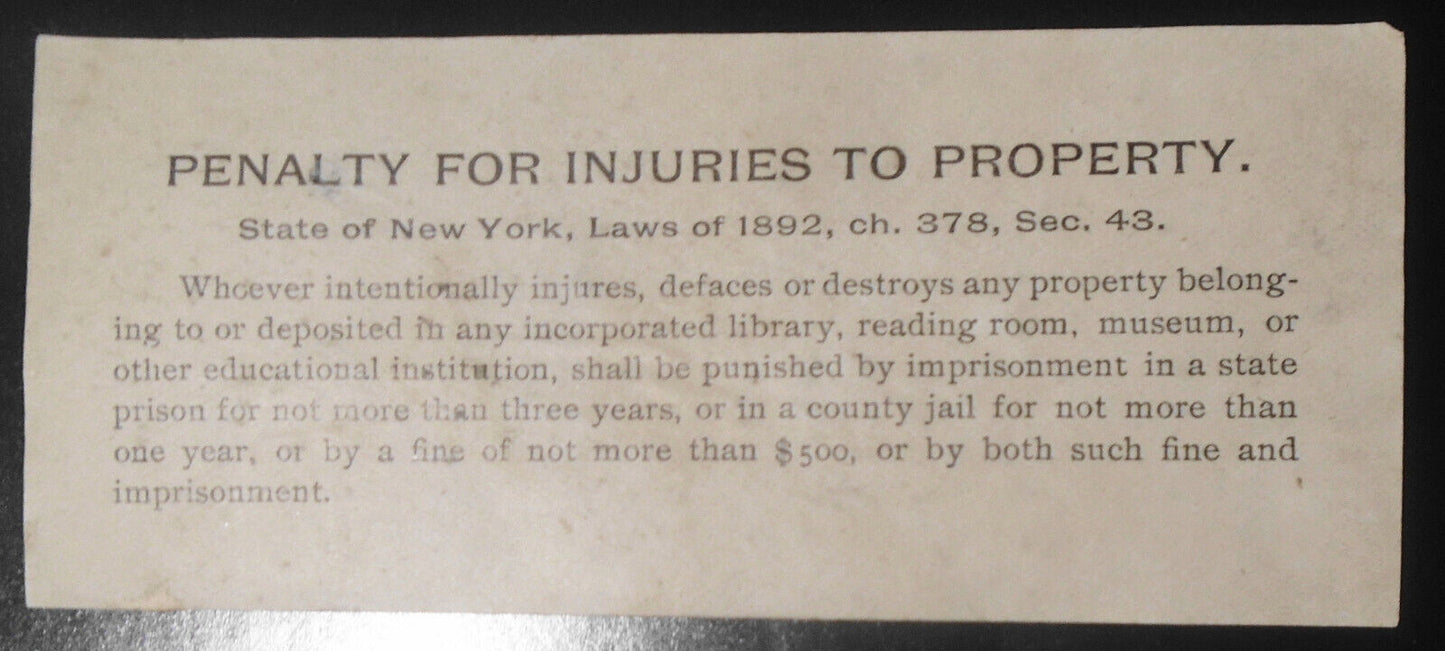 PENALTY FOR INJURIES TO PROPERTY.
State of New York, Laws of 1892, ch. 378, Sec. 43.
Whoever intentionally injures, defaces or destroys any property belong-
ing to or deposited in any incorporated library, reading room, museum, or
other educational institution, shall be punished by imprisonment in a state
prison for not more than three years, or in a county jail for not more than
one year, or by a fine of not more than $500, or by both such fine and
imprisonment.